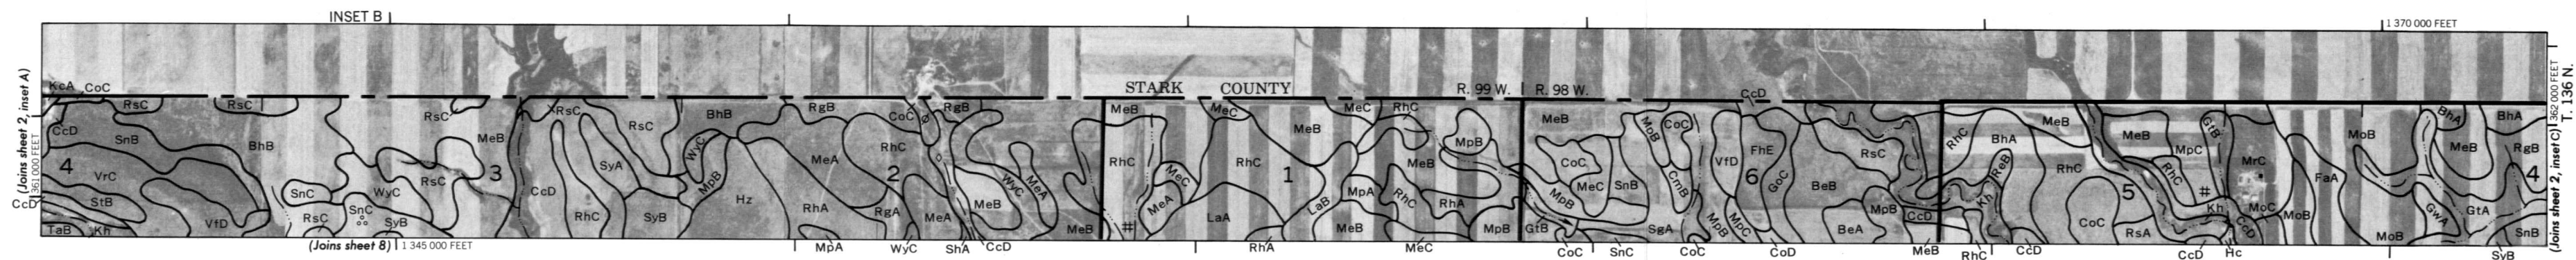 INSET B
1 370 000 FEET
KcA CoC
STARK COUNTY R. 99 W. R. 98 W.
CcD
(Joins sheet 2, inset A)
361 000 FEET
362 000 FEET
T. 136 N.
(Joins sheet 2, inset C)
RsC RsC RsC RsC BhB RgB CoC RgB MeB MeC MeC RhC MeB MoB CoC MeB MeB GtB BhA BhA
CcD SnB BhB MeB RsC WyC RhC MeB MpB VfD FhE RsC RhC BhA MpC MoB MeB RgB
4 VrC 3 SyA MeA 2 RhC MeC RhC 1 MeB CoC 6 RhC ReB RhC MrC 4
StB SnC WyC RsC CcD MpB Hz WyC MeA MeA LaB MpA RhC RhA MpB MeC SnB CmB GoC BeB Kh 5 # FaA
VfD RsC SnC SyB RhC SyB RhA RgA MeA MeB LaA MeB MpB GtB SgA MpB MpC BeA MpB CcD CoC RsA Kh CcD MoC MoB GwA GtA
CcD TaB Kh MeB # MoB SnB
(Joins sheet 8) 1 345 000 FEET
MpA WyC ShA CcD RhA MeC CoC SnC CoC CoD MeB RhC CcD CcD Hc SyB